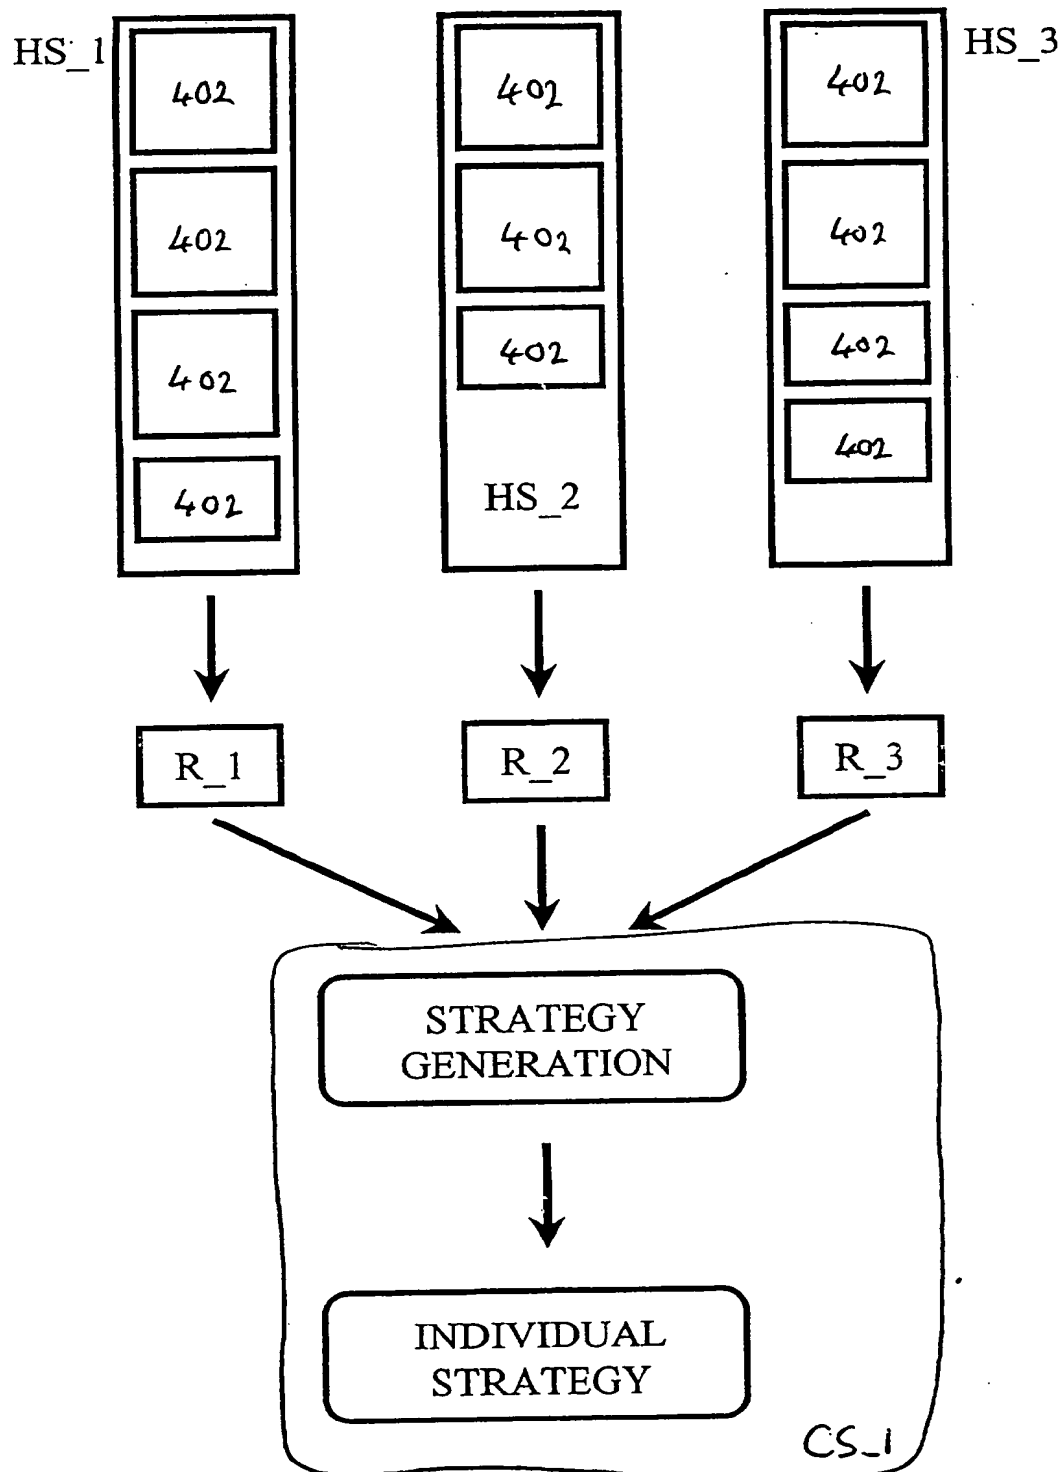 HS_1
HS_3
402
402
402
402
402
402
402
402
402
402
402
HS_2
R_1
R_2
R_3
STRATEGY
GENERATION
INDIVIDUAL
STRATEGY
CS_1